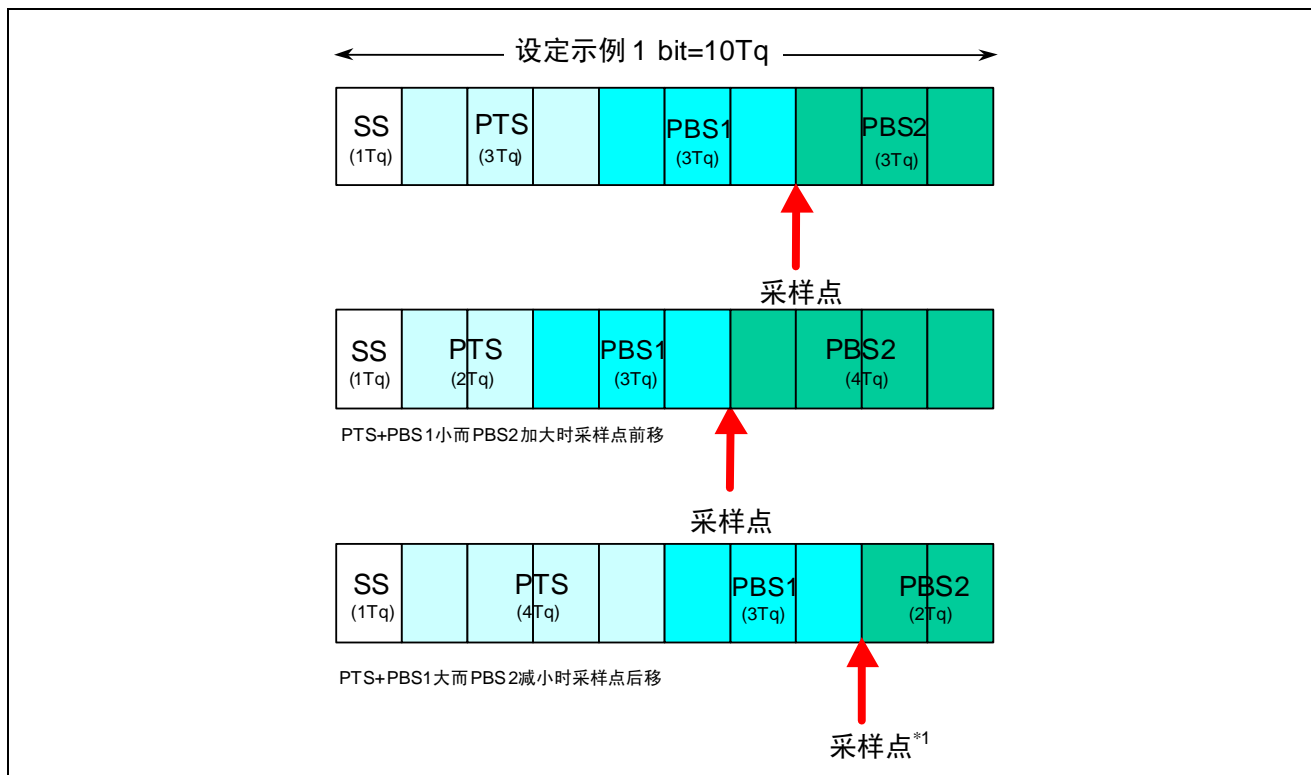 设定示例 1 bit=10Tq
SS PTS PBS1 PBS2
(1Tq) (3Tq) (3Tq) (3Tq)
采样点
SS PTS PBS1 PBS2
(1Tq) (2Tq) (3Tq) (4Tq)
PTS+PBS1小而PBS2加大时采样点前移
采样点
SS PTS PBS1 PBS2
(1Tq) (4Tq) (3Tq) (2Tq)
PTS+PBS1大而PBS2减小时采样点后移
采样点*1